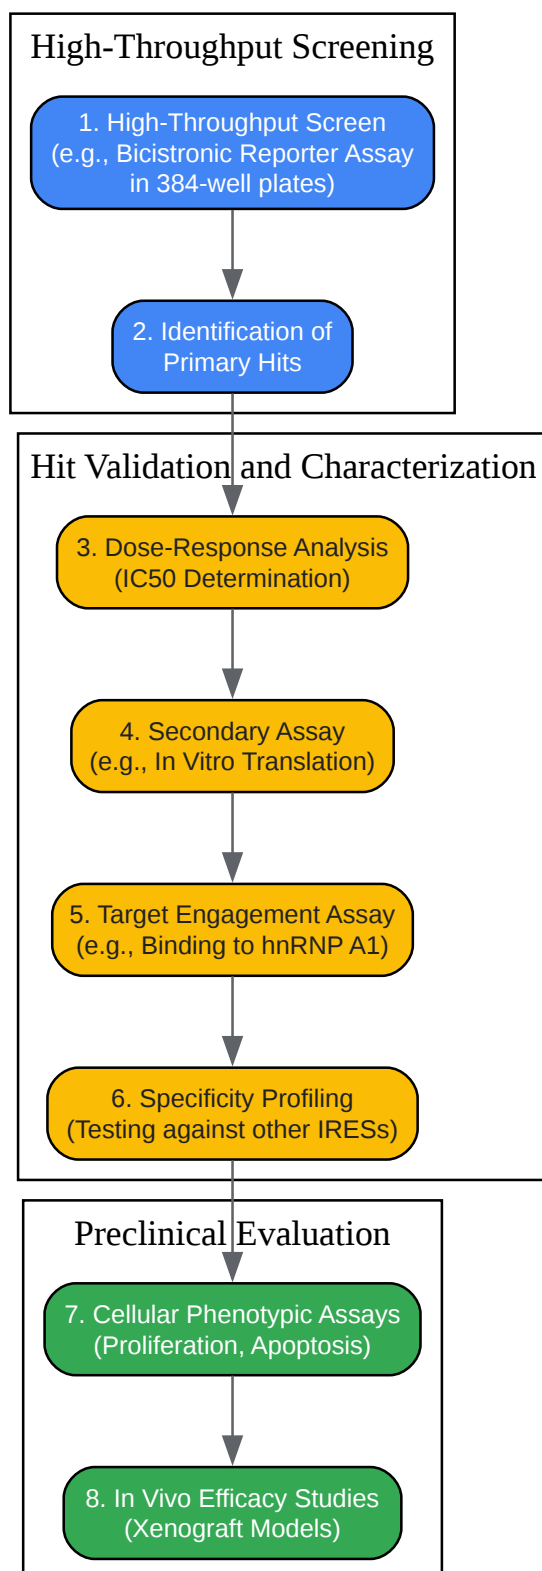 High-Throughput Screening
1. High-Throughput Screen
(e.g., Bicistronic Reporter Assay
in 384-well plates)
2. Identification of
Primary Hits
Hit Validation and Characterization
3. Dose-Response Analysis
(IC50 Determination)
4. Secondary Assay
(e.g., In Vitro Translation)
5. Target Engagement Assay
(e.g., Binding to hnRNP A1)
6. Specificity Profiling
(Testing against other IRESs)
Preclinical Evaluation
7. Cellular Phenotypic Assays
(Proliferation, Apoptosis)
8. In Vivo Efficacy Studies
(Xenograft Models)